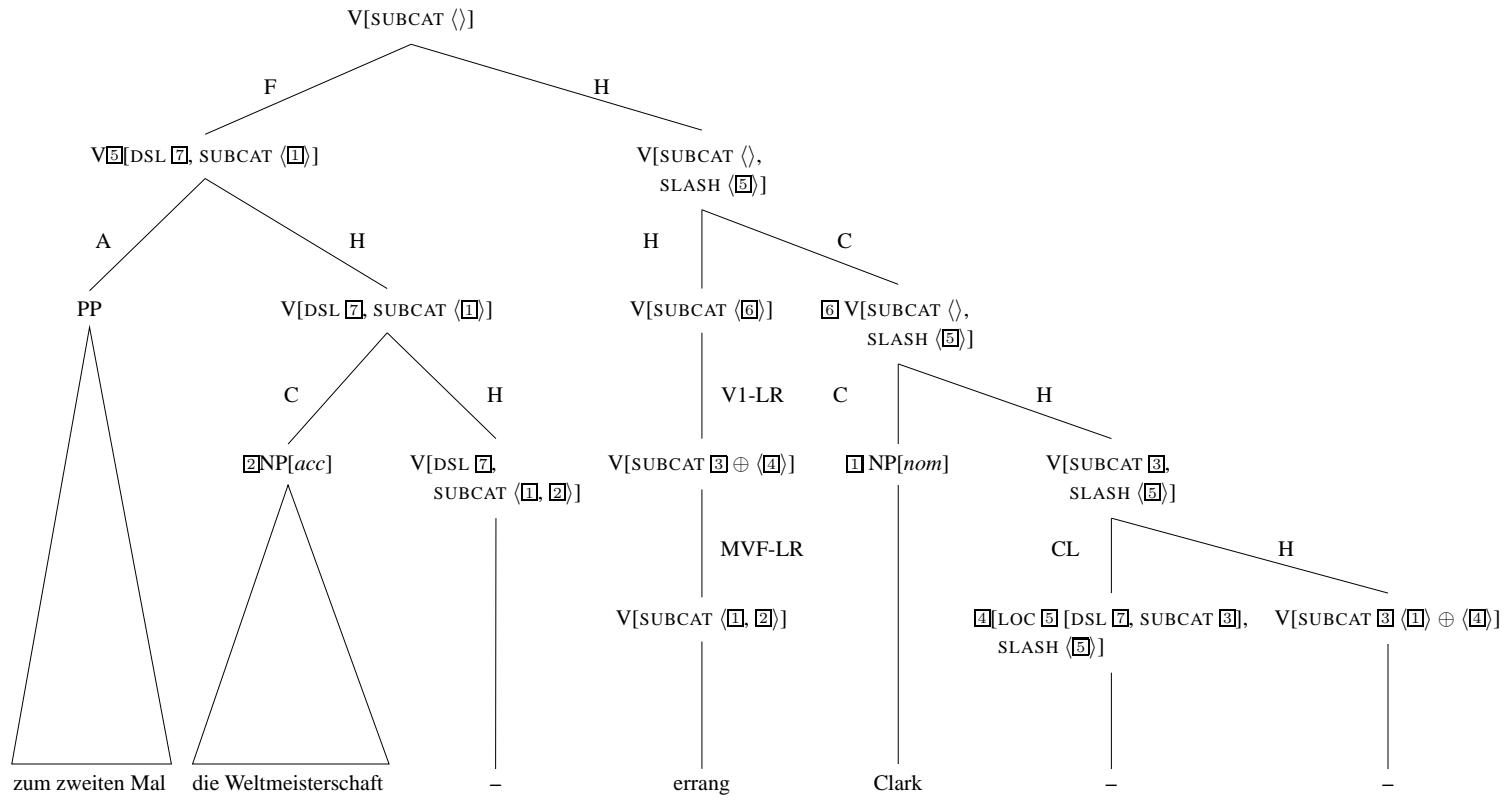 V[SUBCAT ⟨⟩]
F H
V5[DSL 7, SUBCAT ⟨1⟩] V[SUBCAT ⟨⟩,
SLASH ⟨5⟩]
A H H C
PP V[DSL 7, SUBCAT ⟨1⟩] V[SUBCAT ⟨6⟩] 6 V[SUBCAT ⟨⟩,
SLASH ⟨5⟩]
C H V1-LR C H
2NP[acc] V[DSL 7, V[SUBCAT 3 ⊕ ⟨4⟩] 1 NP[nom] V[SUBCAT 3,
SUBCAT ⟨1, 2⟩] SLASH ⟨5⟩]
MVF-LR CL H
V[SUBCAT ⟨1, 2⟩] 4[LOC 5 [DSL 7, SUBCAT 3], V[SUBCAT 3 ⟨1⟩ ⊕ ⟨4⟩]
SLASH ⟨5⟩]
zum zweiten Mal die Weltmeisterschaft – errang Clark – –